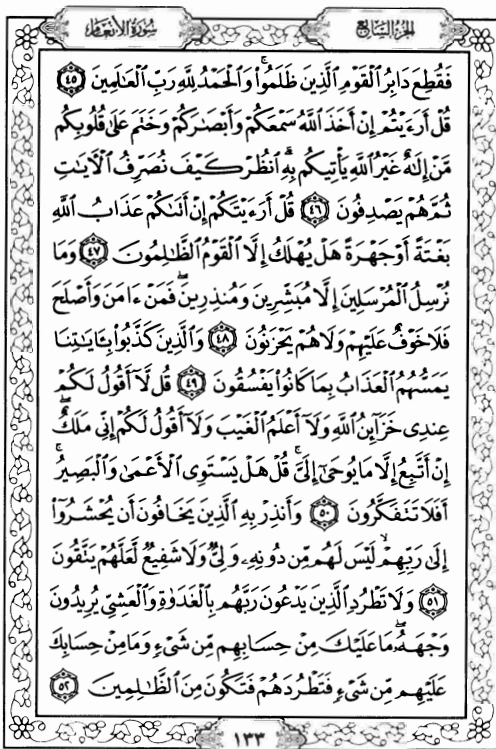 الجزء السابع
سورة الأنعام
فَقُطِعَ دَابِرُ ٱلْقَوْمِ ٱلَّذِينَ ظَلَمُوا۟ ۚ وَٱلْحَمْدُ لِلَّهِ رَبِّ ٱلْعَـٰلَمِينَ ٤٥
قُلْ أَرَءَيْتُمْ إِنْ أَخَذَ ٱللَّهُ سَمْعَكُمْ وَأَبْصَـٰرَكُمْ وَخَتَمَ عَلَىٰ قُلُوبِكُم
مَّنْ إِلَـٰهٌ غَيْرُ ٱللَّهِ يَأْتِيكُم بِهِ ۗ ٱنظُرْ كَيْفَ نُصَرِّفُ ٱلْـَٔايَـٰتِ
ثُمَّ هُمْ يَصْدِفُونَ ٤٦ قُلْ أَرَءَيْتَكُمْ إِنْ أَتَىٰكُمْ عَذَابُ ٱللَّهِ
بَغْتَةً أَوْ جَهْرَةً هَلْ يُهْلَكُ إِلَّا ٱلْقَوْمُ ٱلظَّـٰلِمُونَ ٤٧ وَمَا
نُرْسِلُ ٱلْمُرْسَلِينَ إِلَّا مُبَشِّرِينَ وَمُنذِرِينَ ۖ فَمَنْ ءَامَنَ وَأَصْلَحَ
فَلَا خَوْفٌ عَلَيْهِمْ وَلَا هُمْ يَحْزَنُونَ ٤٨ وَٱلَّذِينَ كَذَّبُوا۟ بِـَٔايَـٰتِنَا
يَمَسُّهُمُ ٱلْعَذَابُ بِمَا كَانُوا۟ يَفْسُقُونَ ٤٩ قُل لَّآ أَقُولُ لَكُمْ
عِندِى خَزَآئِنُ ٱللَّهِ وَلَآ أَعْلَمُ ٱلْغَيْبَ وَلَآ أَقُولُ لَكُمْ إِنِّى مَلَكٌ ۖ
إِنْ أَتَّبِعُ إِلَّا مَا يُوحَىٰٓ إِلَىَّ ۚ قُلْ هَلْ يَسْتَوِى ٱلْأَعْمَىٰ وَٱلْبَصِيرُ ۚ
أَفَلَا تَتَفَكَّرُونَ ٥٠ وَأَنذِرْ بِهِ ٱلَّذِينَ يَخَافُونَ أَن يُحْشَرُوٓا۟
إِلَىٰ رَبِّهِمْ ۙ لَيْسَ لَهُم مِّن دُونِهِۦ وَلِىٌّ وَلَا شَفِيعٌ لَّعَلَّهُمْ يَتَّقُونَ
٥١ وَلَا تَطْرُدِ ٱلَّذِينَ يَدْعُونَ رَبَّهُم بِٱلْغَدَوٰةِ وَٱلْعَشِىِّ يُرِيدُونَ
وَجْهَهُۥ ۖ مَا عَلَيْكَ مِنْ حِسَابِهِم مِّن شَىْءٍ وَمَا مِنْ حِسَابِكَ
عَلَيْهِم مِّن شَىْءٍ فَتَطْرُدَهُمْ فَتَكُونَ مِنَ ٱلظَّـٰلِمِينَ ٥٢
١٣٣